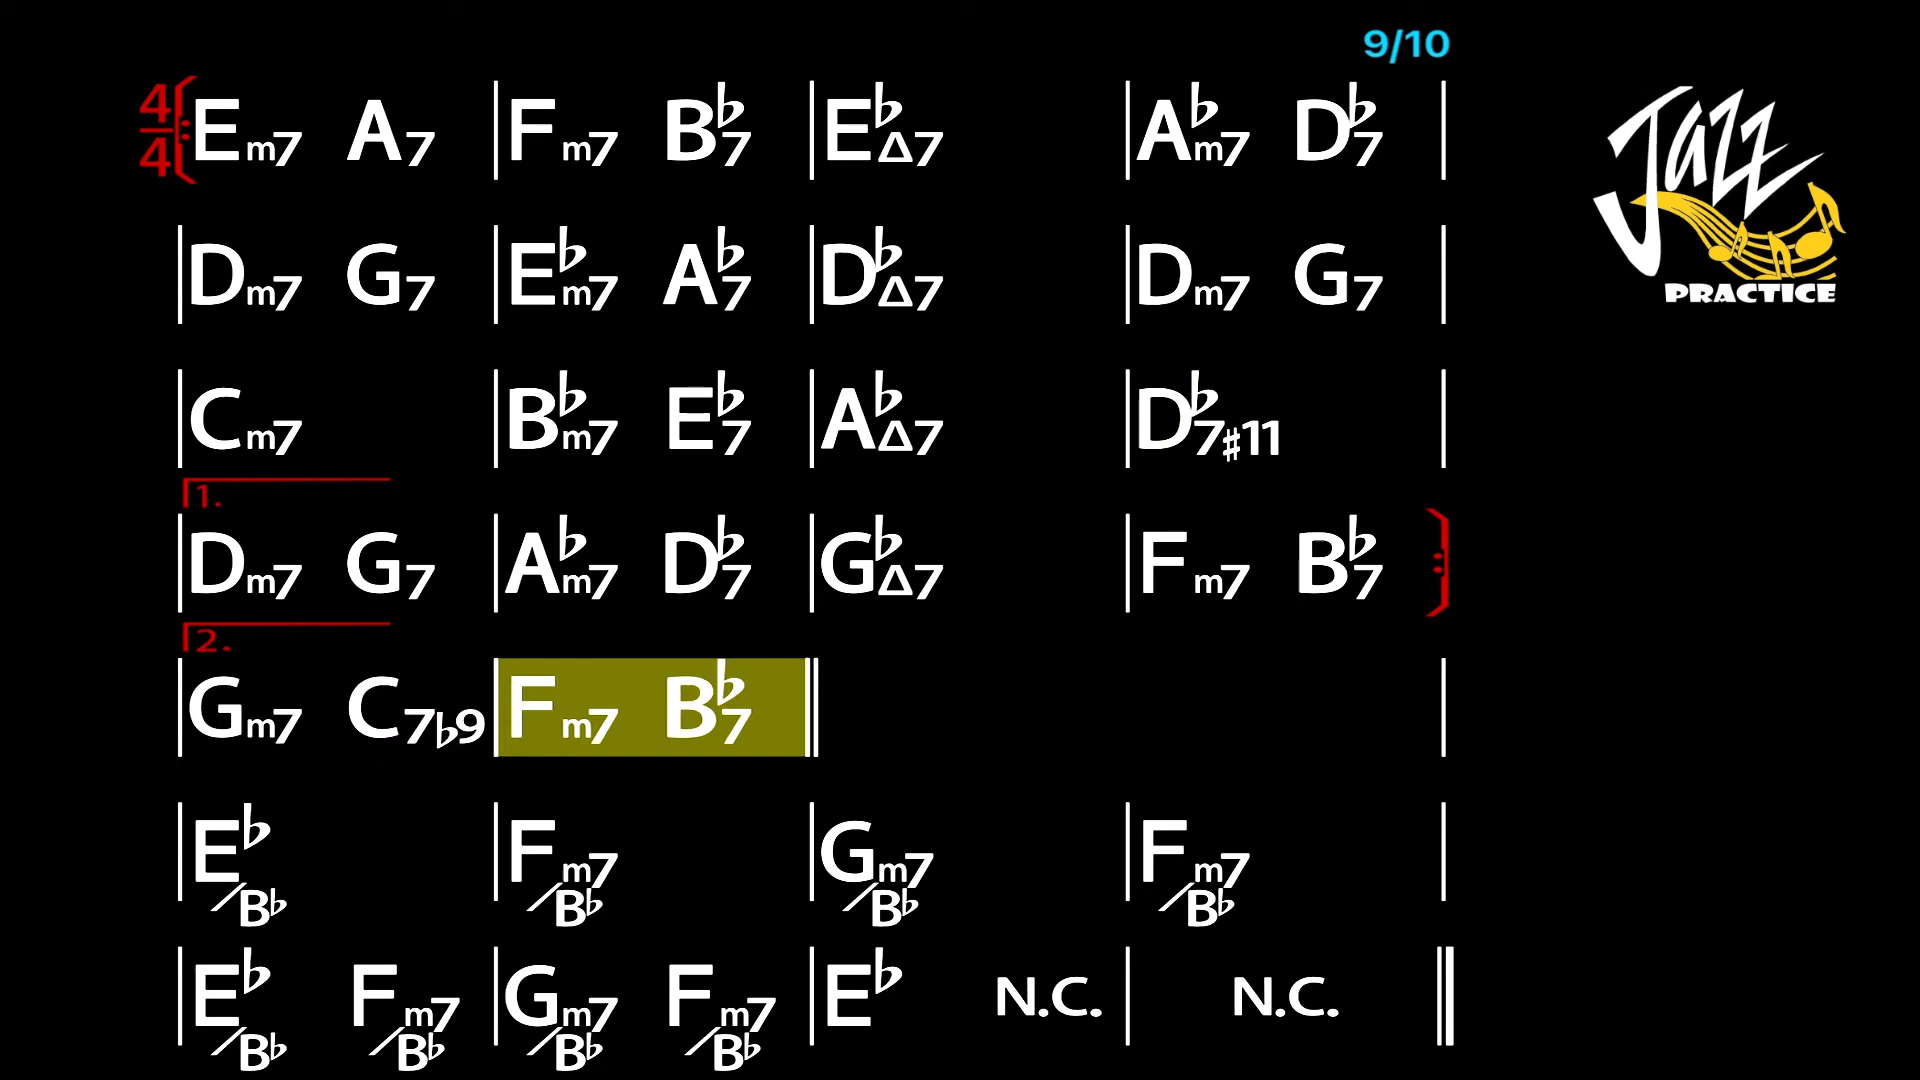 9/10
4/4 Em7 A7 | Fm7 B♭7 | E♭Δ7 | A♭m7 D♭7 |
Jazz
PRACTICE
| Dm7 G7 | E♭m7 A♭7 | D♭Δ7 | Dm7 G7 |
| Cm7 | B♭m7 E♭7 | A♭Δ7 | D♭7♯11 |
1.
| Dm7 G7 | A♭m7 D♭7 | G♭Δ7 | Fm7 B♭7 :
2.
| Gm7 C7♭9 | Fm7 B♭7 ||
| E♭/B♭ | Fm7/B♭ | Gm7/B♭ | Fm7/B♭ |
| E♭/B♭ Fm7/B♭ | Gm7/B♭ Fm7/B♭ | E♭ N.C. | N.C. ||